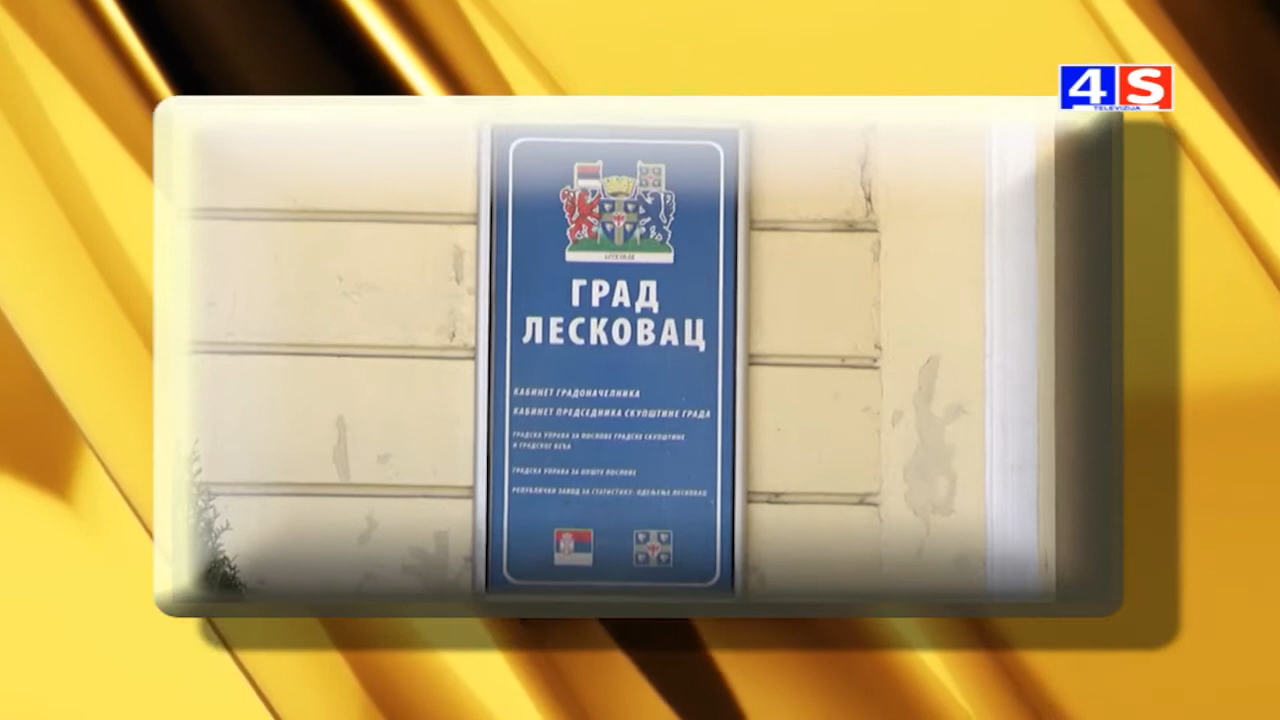 4S
TELEVIZIJA
ГРАД
ЛЕСКОВАЦ
КАБИНЕТ ГРАДОНАЧЕЛНИКА
КАБИНЕТ ПРЕДСЕДНИКА СКУПШТИНЕ ГРАДА
ГРАДСКА УПРАВА ЗА ПОСЛОВЕ ГРАДСКЕ СКУПШТИНЕ
И ГРАДСКОГ ВЕЋА
ГРАДСКА УПРАВА ЗА ОПШТЕ ПОСЛОВЕ
РЕПУБЛИЧКИ ЗАВОД ЗА СТАТИСТИКУ- ОДЕЉЕЊЕ ЛЕСКОВАЦ